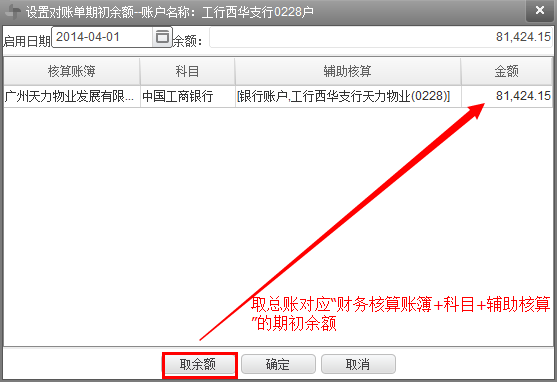 设置对账单期初余额--账户名称：工行西华支行0228户
启用日期 2014-04-01 余额： 81,424.15
核算账簿 科目 辅助核算 金额
广州天力物业发展有限... 中国工商银行 [银行账户,工行西华支行天力物业(0228)] 81,424.15
取总账对应“财务核算账簿+科目+辅助核算
”的期初余额
取余额 确定 取消